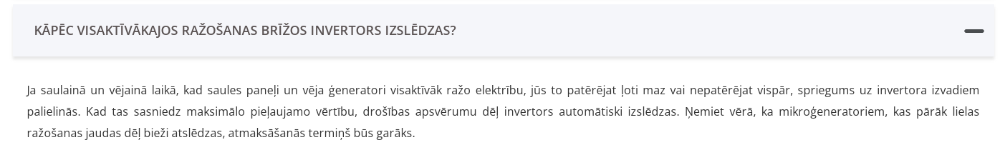 KĀPĒC VISAKTĪVĀKAJOS RAŽOŠANAS BRĪŽOS INVERTORS IZSLĒDZAS?
Ja saulainā un vējainā laikā, kad saules paneļi un vēja ģeneratori visaktīvāk ražo elektrību, jūs to patērējat ļoti maz vai nepatērējat vispār, spriegums uz invertora izvadiem
palielinās. Kad tas sasniedz maksimālo pieļaujamo vērtību, drošības apsvērumu dēļ invertors automātiski izslēdzas. Ņemiet vērā, ka mikroģeneratoriem, kas pārāk lielas
ražošanas jaudas dēļ bieži atslēdzas, atmaksāšanās termiņš būs garāks.